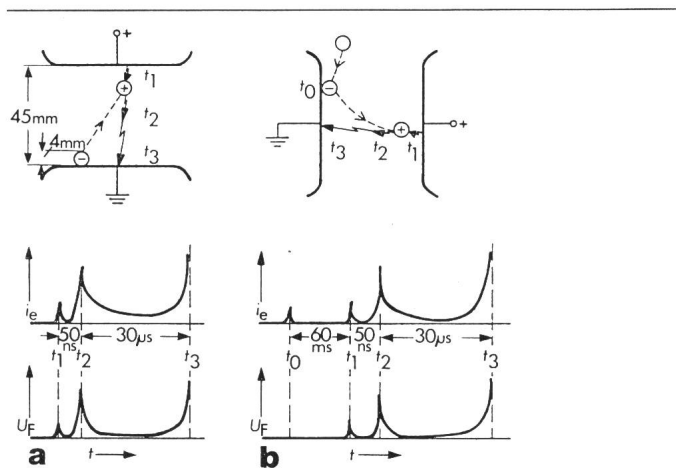 +
t1
+
t2
45mm
4mm
−
t3
t0
−
+
+
t3 t2 t1
ie
50 ns 30µs
t1 t2 t3
UF
a t
ie
60 ms 50 ns 30µs
t0 t1 t2 t3
UF
b t